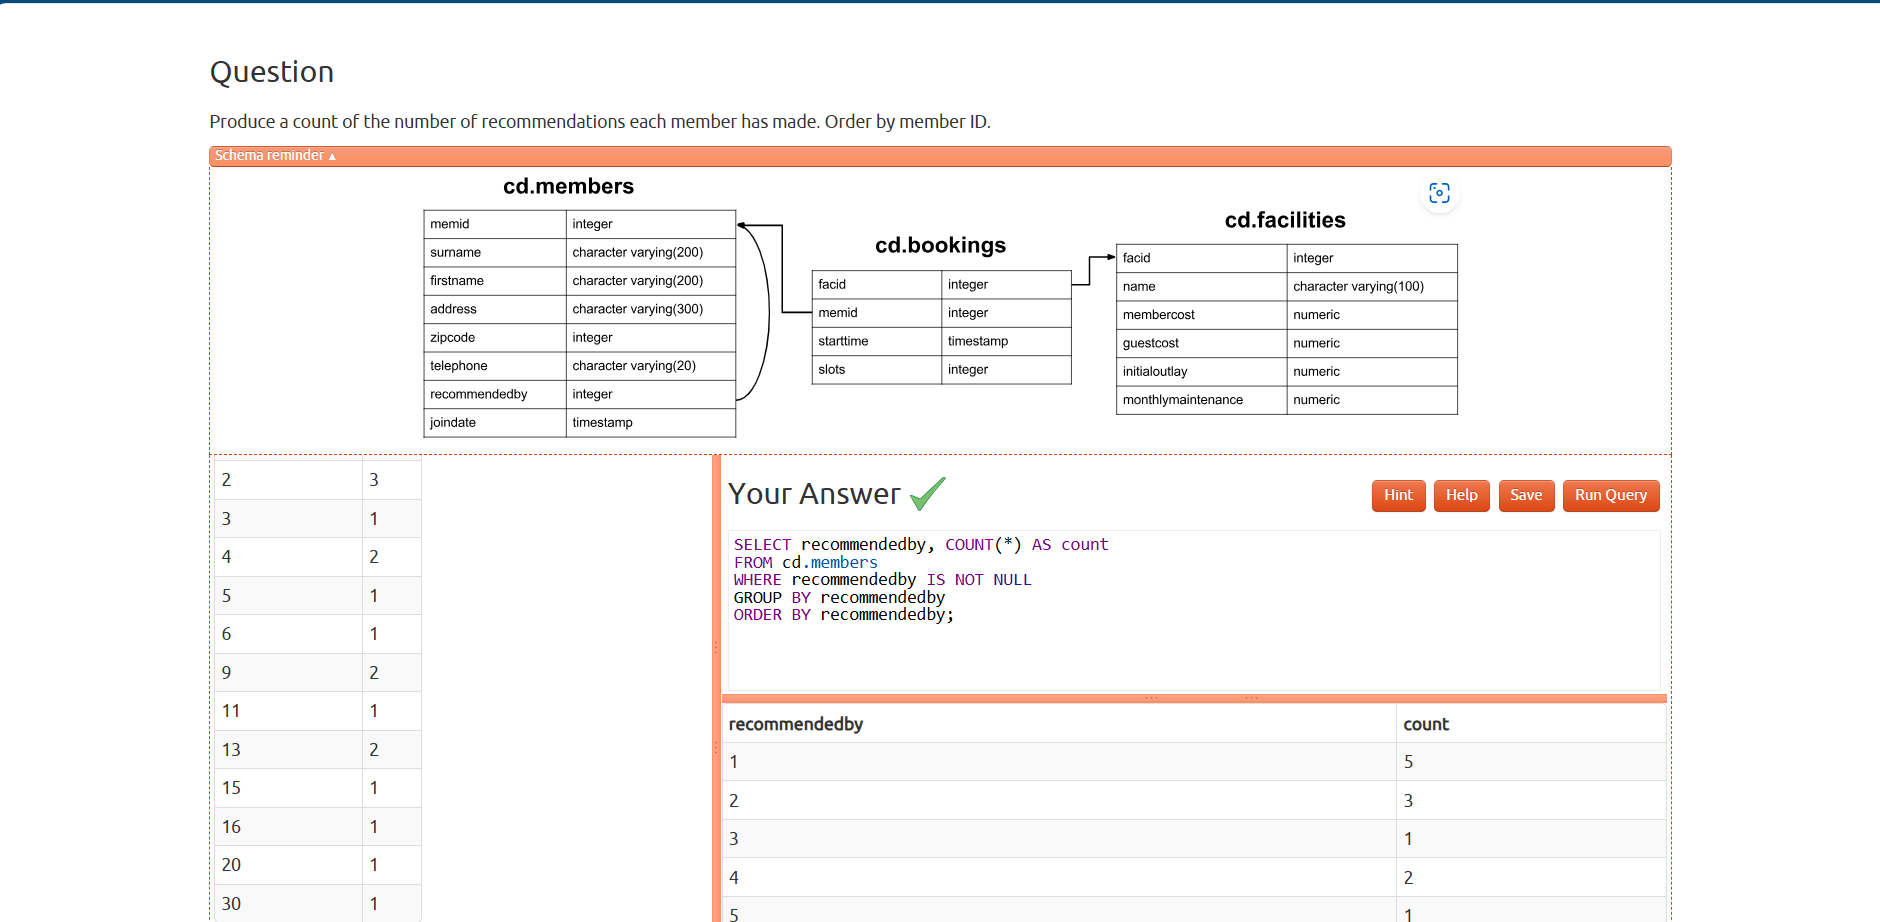 Question
Produce a count of the number of recommendations each member has made. Order by member ID.
Schema reminder ▲
cd.members
memid integer
surname character varying(200)
firstname character varying(200)
address character varying(300)
zipcode integer
telephone character varying(20)
recommendedby integer
joindate timestamp
cd.bookings
facid integer
memid integer
starttime timestamp
slots integer
cd.facilities
facid integer
name character varying(100)
membercost numeric
guestcost numeric
initialoutlay numeric
monthlymaintenance numeric
2 3
3 1
4 2
5 1
6 1
9 2
11 1
13 2
15 1
16 1
20 1
30 1
Your Answer
Hint Help Save Run Query
SELECT recommendedby, COUNT(*) AS count
FROM cd.members
WHERE recommendedby IS NOT NULL
GROUP BY recommendedby
ORDER BY recommendedby;
recommendedby count
1 5
2 3
3 1
4 2
5 1